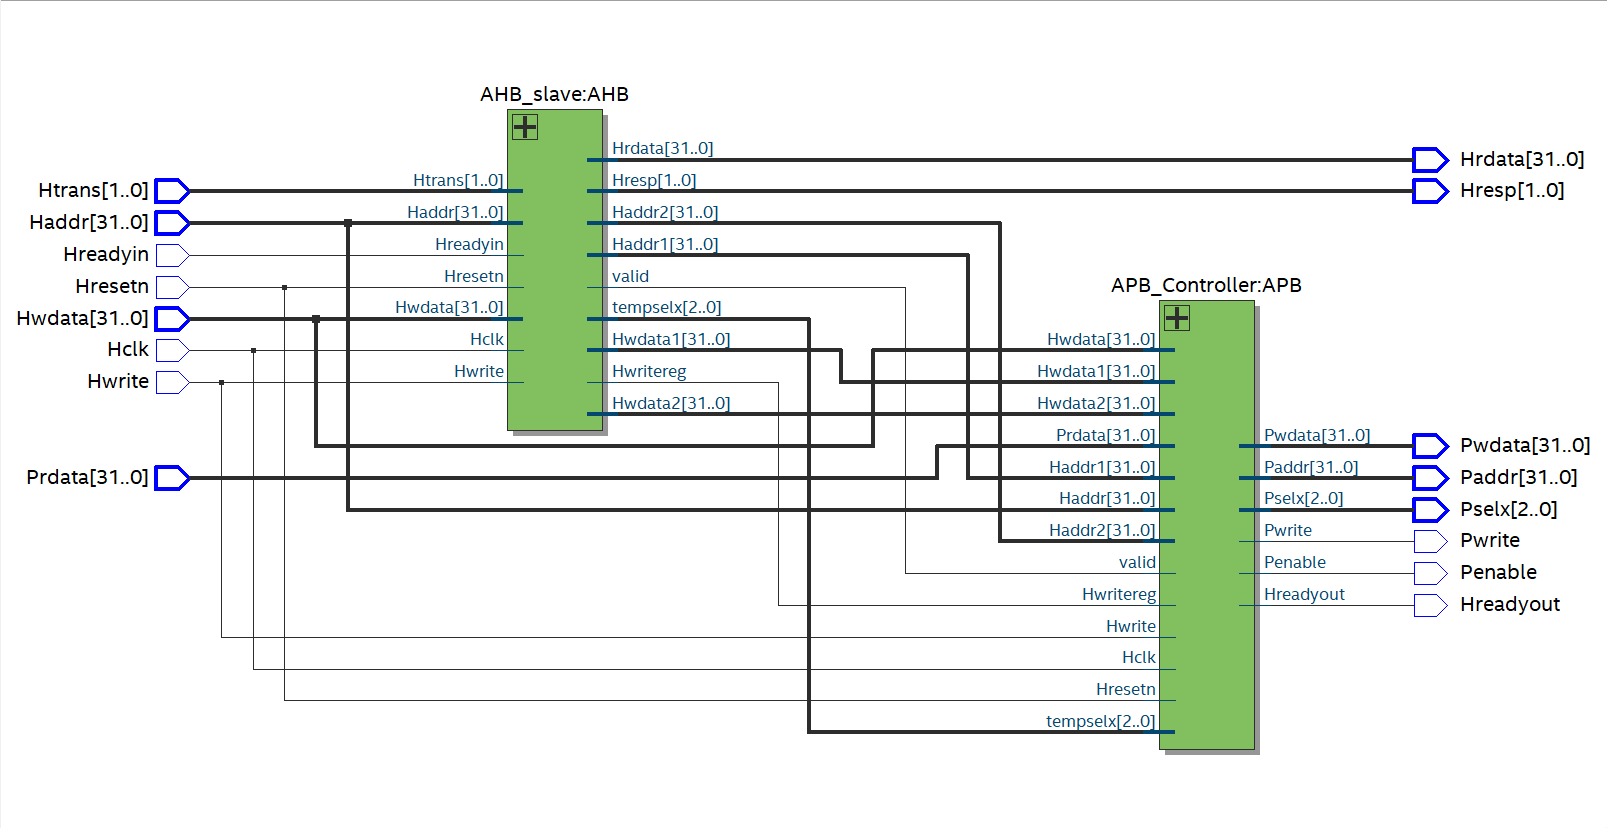 AHB_slave:AHB
Hrdata[31..0]
Hrdata[31..0]
Htrans[1..0]
Htrans[1..0]
Hresp[1..0]
Hresp[1..0]
Haddr[31..0]
Haddr[31..0]
Haddr2[31..0]
Hreadyin
Hreadyin
Haddr1[31..0]
Hresetn
Hresetn
valid
APB_Controller:APB
Hwdata[31..0]
Hwdata[31..0]
tempselx[2..0]
Hclk
Hclk
Hwdata1[31..0]
Hwdata[31..0]
Hwrite
Hwrite
Hwritereg
Hwdata1[31..0]
Hwdata2[31..0]
Hwdata2[31..0]
Prdata[31..0]
Pwdata[31..0]
Pwdata[31..0]
Prdata[31..0]
Haddr1[31..0]
Paddr[31..0]
Paddr[31..0]
Haddr[31..0]
Pselx[2..0]
Pselx[2..0]
Haddr2[31..0]
Pwrite
Pwrite
valid
Penable
Penable
Hwritereg
Hreadyout
Hreadyout
Hwrite
Hclk
Hresetn
tempselx[2..0]